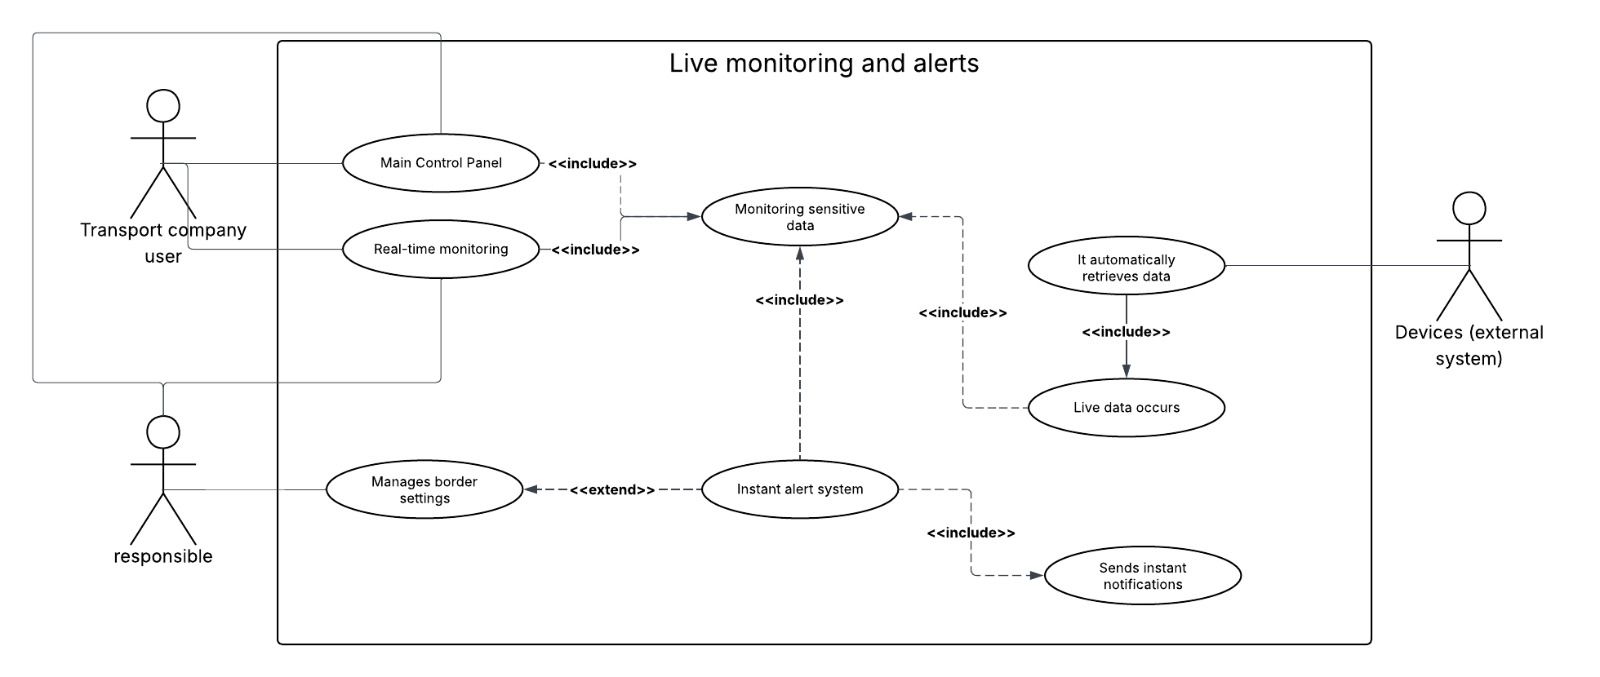 Live monitoring and alerts
Transport company
user
Main Control Panel
<<include>>
Real-time monitoring
<<include>>
Monitoring sensitive
data
<<include>>
<<include>>
It automatically
retrieves data
<<include>>
Live data occurs
Devices (external
system)
responsible
Manages border
settings
<<extend>>
Instant alert system
<<include>>
Sends instant
notifications